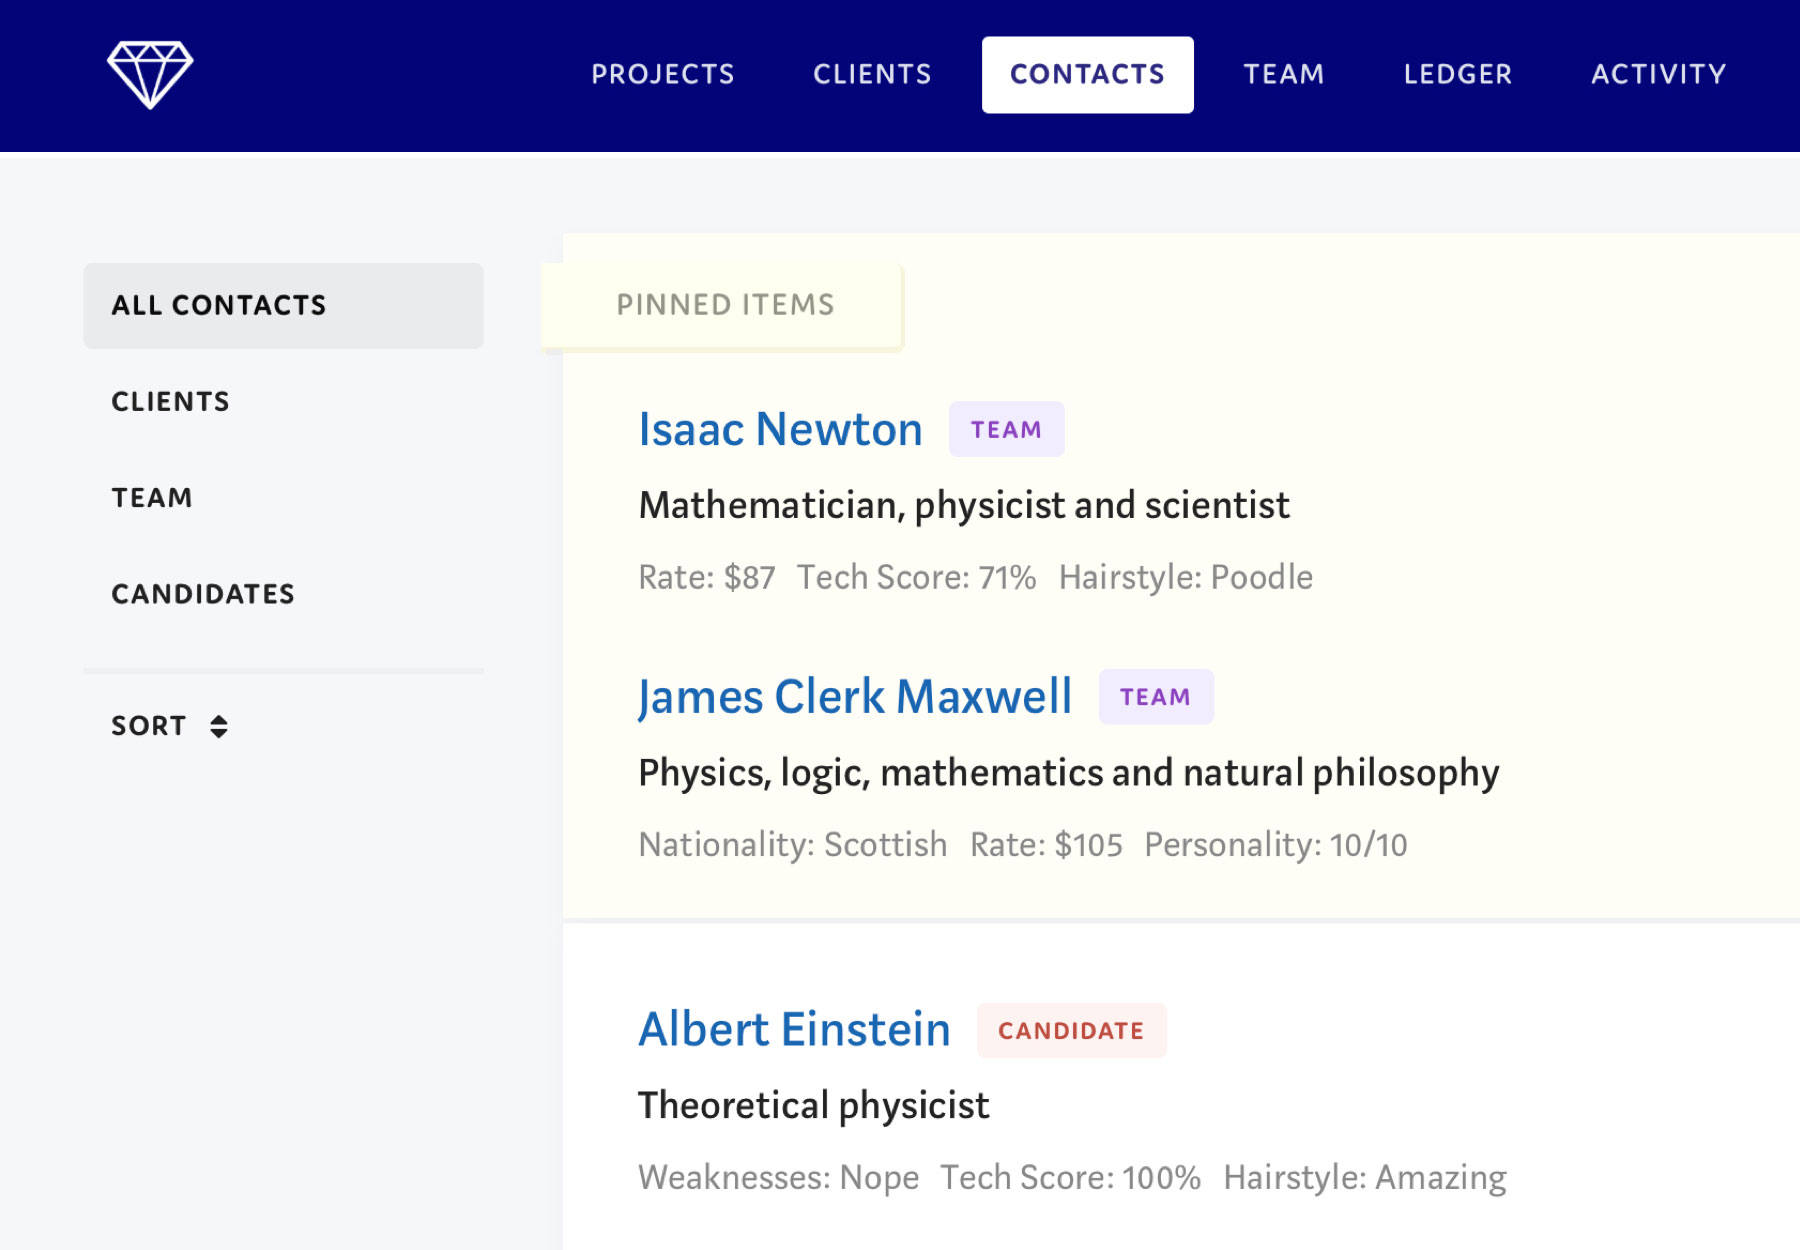 PROJECTS CLIENTS CONTACTS TEAM LEDGER ACTIVITY
ALL CONTACTS
CLIENTS
TEAM
CANDIDATES
SORT
PINNED ITEMS
Isaac Newton TEAM
Mathematician, physicist and scientist
Rate: $87 Tech Score: 71% Hairstyle: Poodle
James Clerk Maxwell TEAM
Physics, logic, mathematics and natural philosophy
Nationality: Scottish Rate: $105 Personality: 10/10
Albert Einstein CANDIDATE
Theoretical physicist
Weaknesses: Nope Tech Score: 100% Hairstyle: Amazing